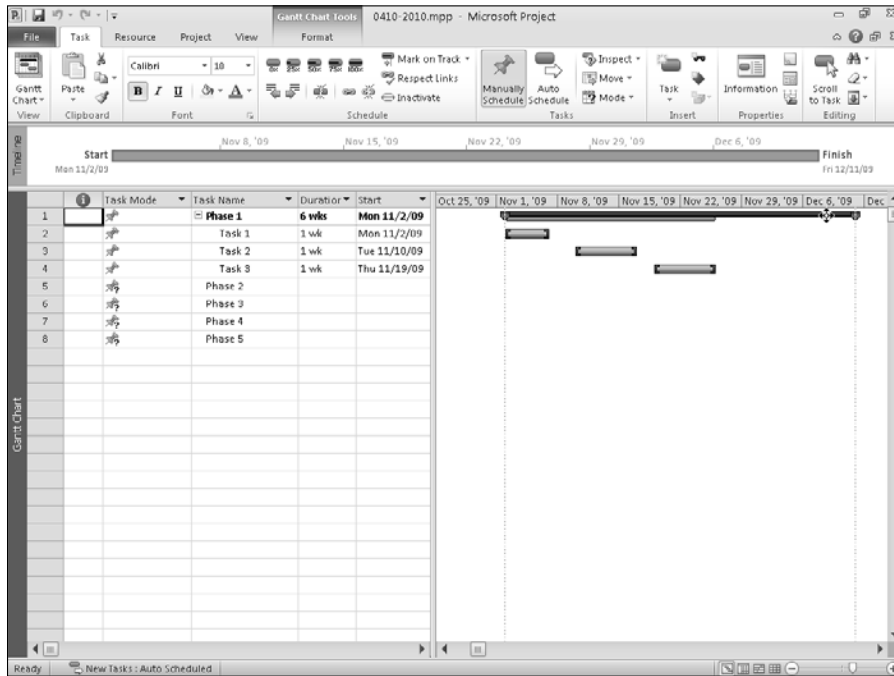 Gantt Chart Tools 0410-2010.mpp - Microsoft Project
File Task Resource Project View Format
Calibri 10
Mark on Track
Inspect
Respect Links
Move
Inactivate
Mode
Gantt Chart
Paste
B I U A
0% 25% 50% 75% 100%
Manually Schedule
Auto Schedule
Task
Information
Scroll to Task
View Clipboard Font Schedule Tasks Insert Properties Editing
Timeline
Nov 8, '09 Nov 15, '09 Nov 22, '09 Nov 29, '09 Dec 6, '09
Start Finish
Mon 11/2/09 Fri 12/11/09
Task Mode Task Name Duration Start Oct 25, '09 Nov 1, '09 Nov 8, '09 Nov 15, '09 Nov 22, '09 Nov 29, '09 Dec 6, '09 Dec
1 Phase 1 6 wks Mon 11/2/09
2 Task 1 1 wk Mon 11/2/09
3 Task 2 1 wk Tue 11/10/09
4 Task 3 1 wk Thu 11/19/09
5 Phase 2
6 Phase 3
7 Phase 4
8 Phase 5
Gantt Chart
Ready New Tasks : Auto Scheduled